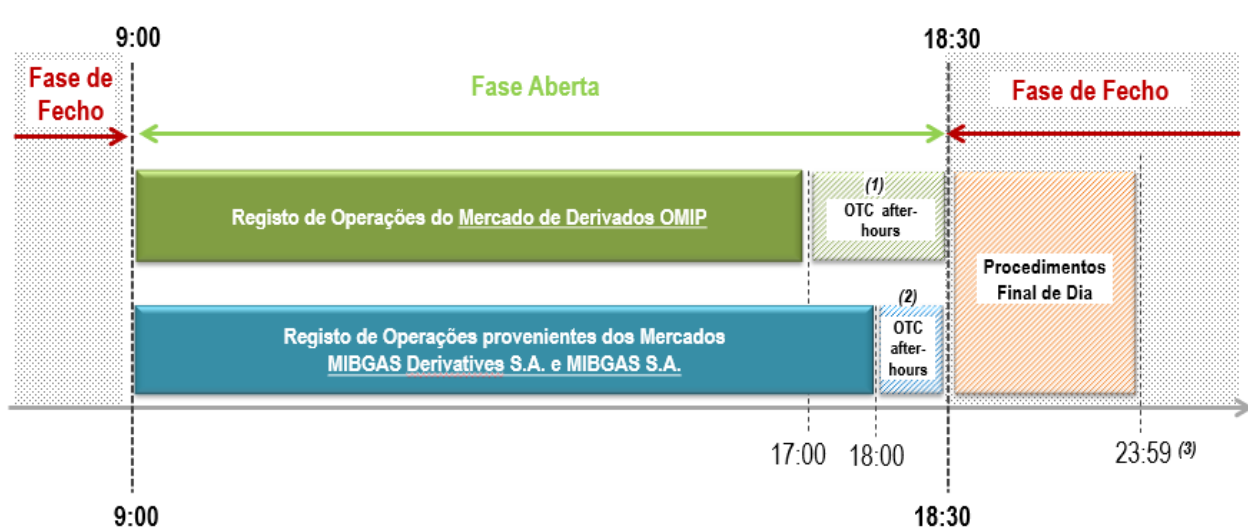 9:00
18:30
Fase de
Fecho
Fase Aberta
Fase de Fecho
Registo de Operações do Mercado de Derivados OMIP
(1)
OTC after-
hours
Procedimentos
Final de Dia
Registo de Operações provenientes dos Mercados
MIBGAS Derivatives S.A. e MIBGAS S.A.
(2)
OTC
after-
hours
17:00
18:00
23:59 (3)
9:00
18:30